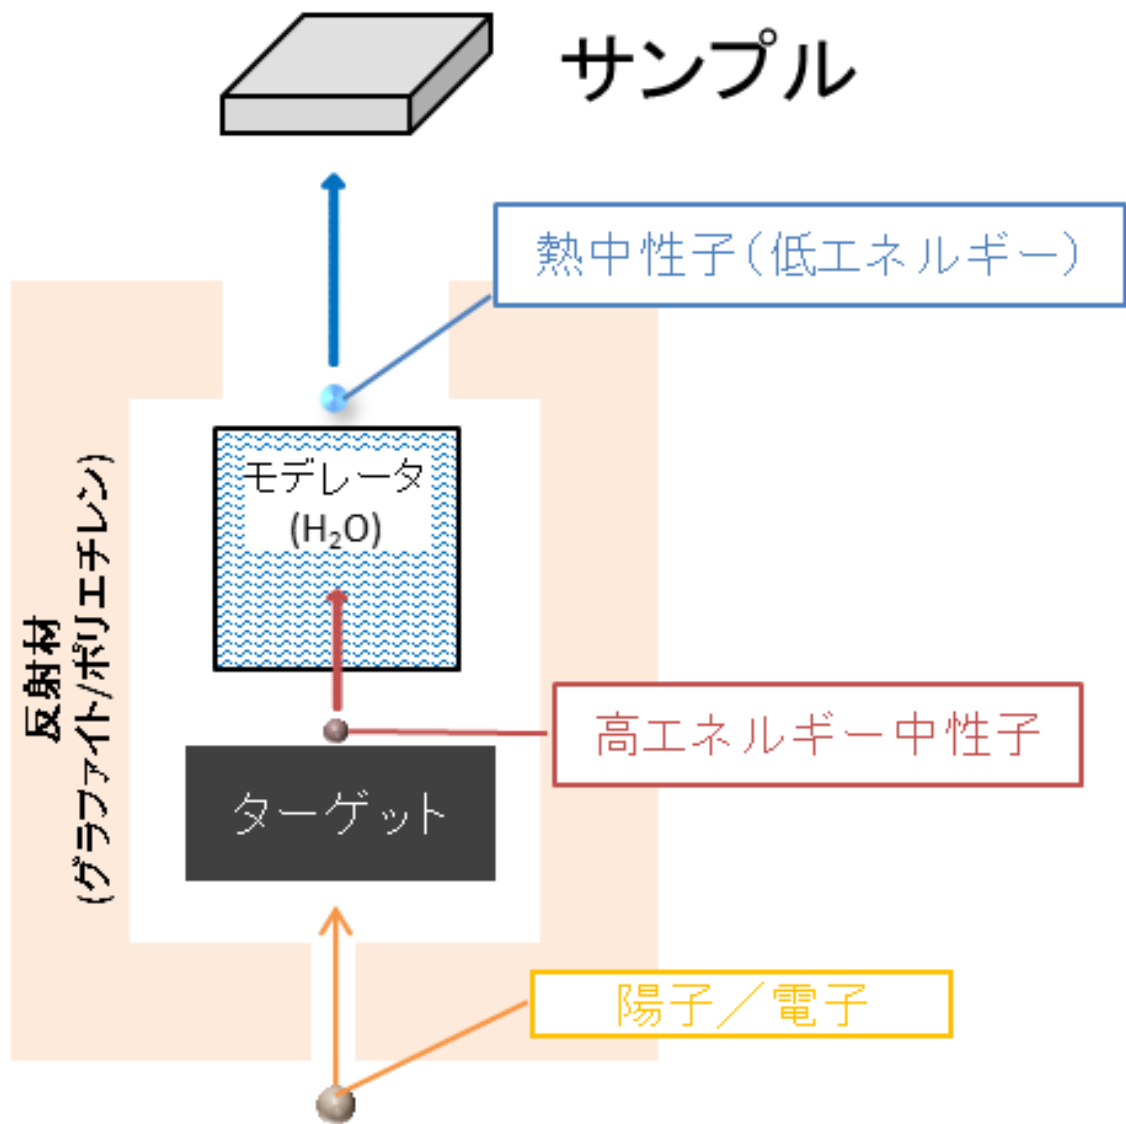 サンプル
熱中性子(低エネルギー)
モデレータ
(H₂O)
反射材
(グラファイト/ポリエチレン)
高エネルギー中性子
ターゲット
陽子／電子